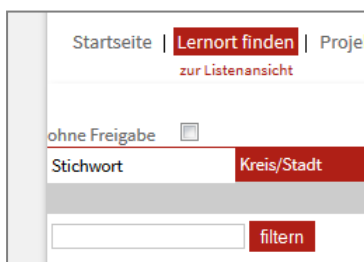 Startseite | Lernort finden | Proje
zur Listenansicht
ohne Freigabe
Stichwort Kreis/Stadt
filtern